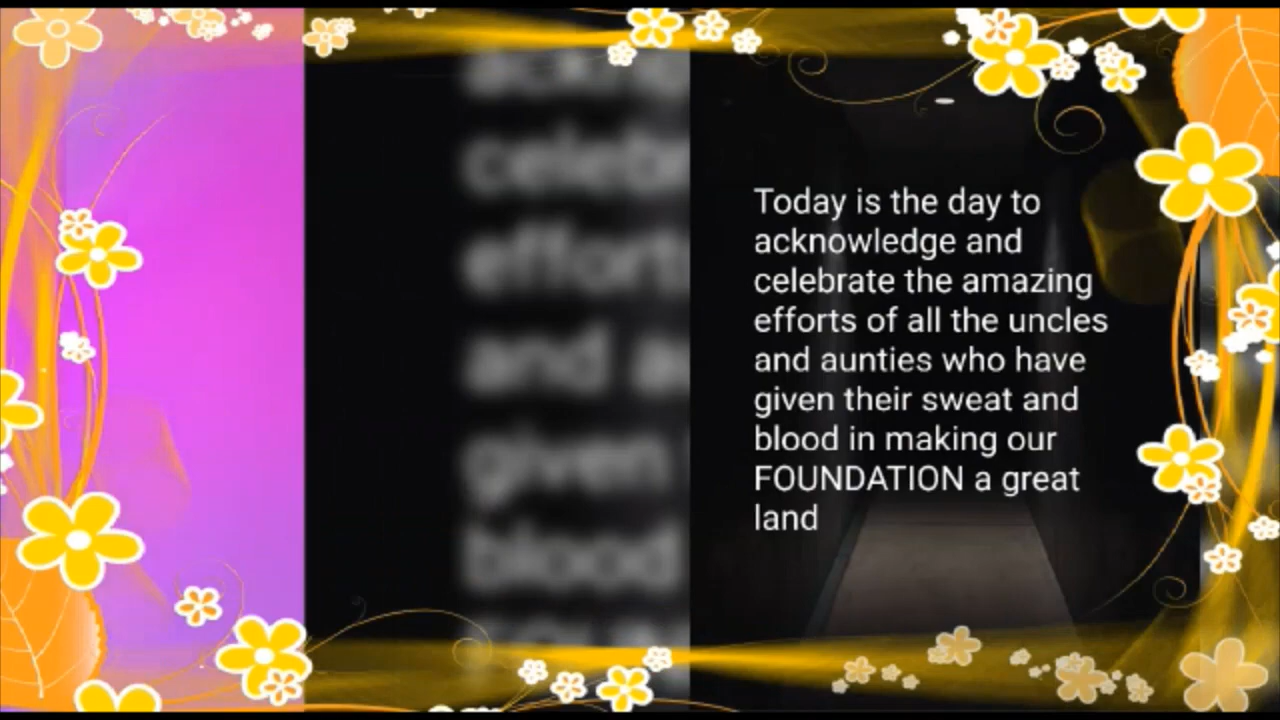 Today is the day to
acknowledge and
celebrate the amazing
efforts of all the uncles
and aunties who have
given their sweat and
blood in making our
FOUNDATION a great
land